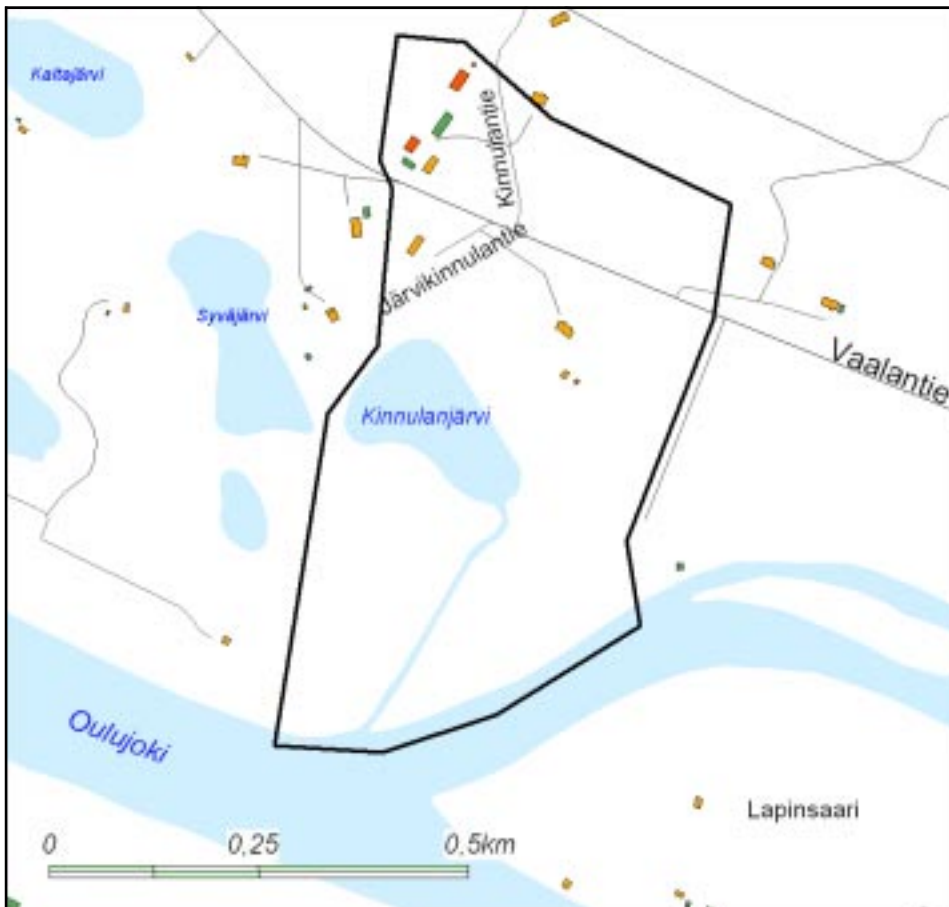 Kaitajärvi
Kinnulantie
Järvikinnulantie
Syväjärvi
Vaalantie
Kinnulanjärvi
Oulujoki
Lapinsaari
0 0,25 0,5km